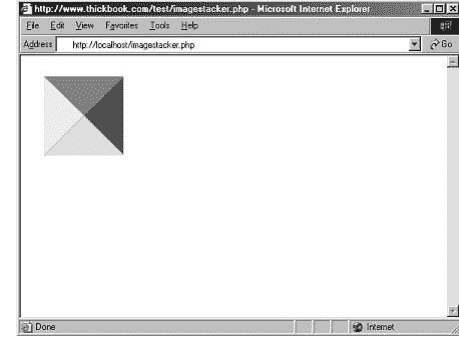 http://www.thickbook.com/test/imagestacker.php - Microsoft Internet Explorer
File Edit View Favorites Tools Help
Address http://localhost/imagestacker.php Go
Done Internet